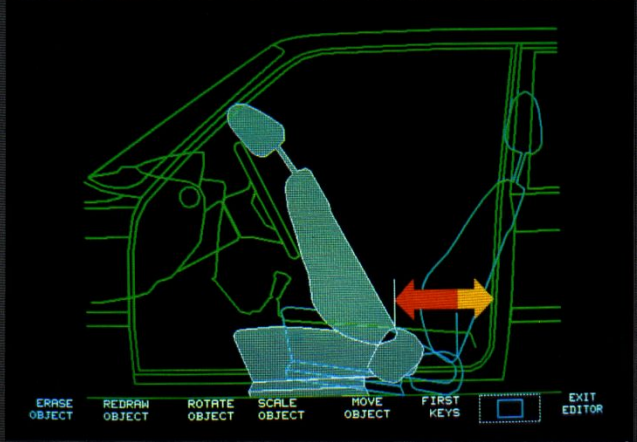 ERASE OBJECT
REDRAW OBJECT
ROTATE OBJECT
SCALE OBJECT
MOVE OBJECT
FIRST KEYS
EXIT EDITOR